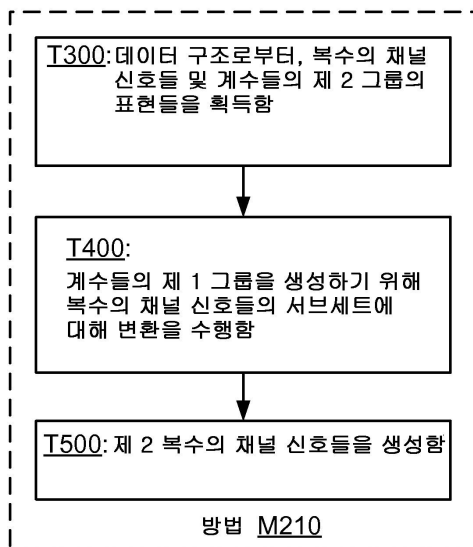 T300: 데이터 구조로부터, 복수의 채널
신호들 및 계수들의 제 2 그룹의
표현들을 획득함
T400:
계수들의 제 1 그룹을 생성하기 위해
복수의 채널 신호들의 서브세트에
대해 변환을 수행함
T500: 제 2 복수의 채널 신호들을 생성함
방법 M210